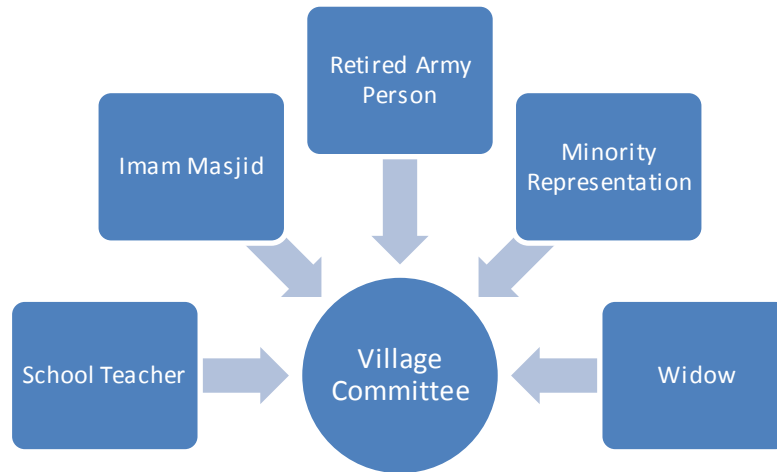 Retired Army
Person
Imam Masjid
Minority
Representation
School Teacher
Village
Committee
Widow